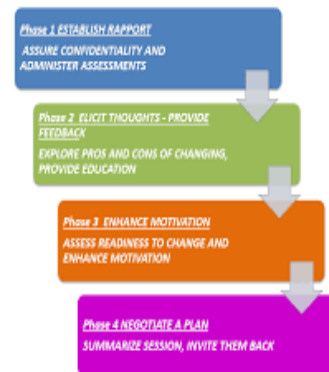 Phase 1 ESTABLISH RAPPORT
ASSURE CONFIDENTIALITY AND
ADMINISTER ASSESSMENTS
Phase 2 ELICIT THOUGHTS - PROVIDE
FEEDBACK
EXPLORE PROS AND CONS OF CHANGING,
PROVIDE EDUCATION
Phase 3 ENHANCE MOTIVATION
ASSESS READINESS TO CHANGE AND
ENHANCE MOTIVATION
Phase 4 NEGOTIATE A PLAN
SUMMARIZE SESSION, INVITE THEM BACK